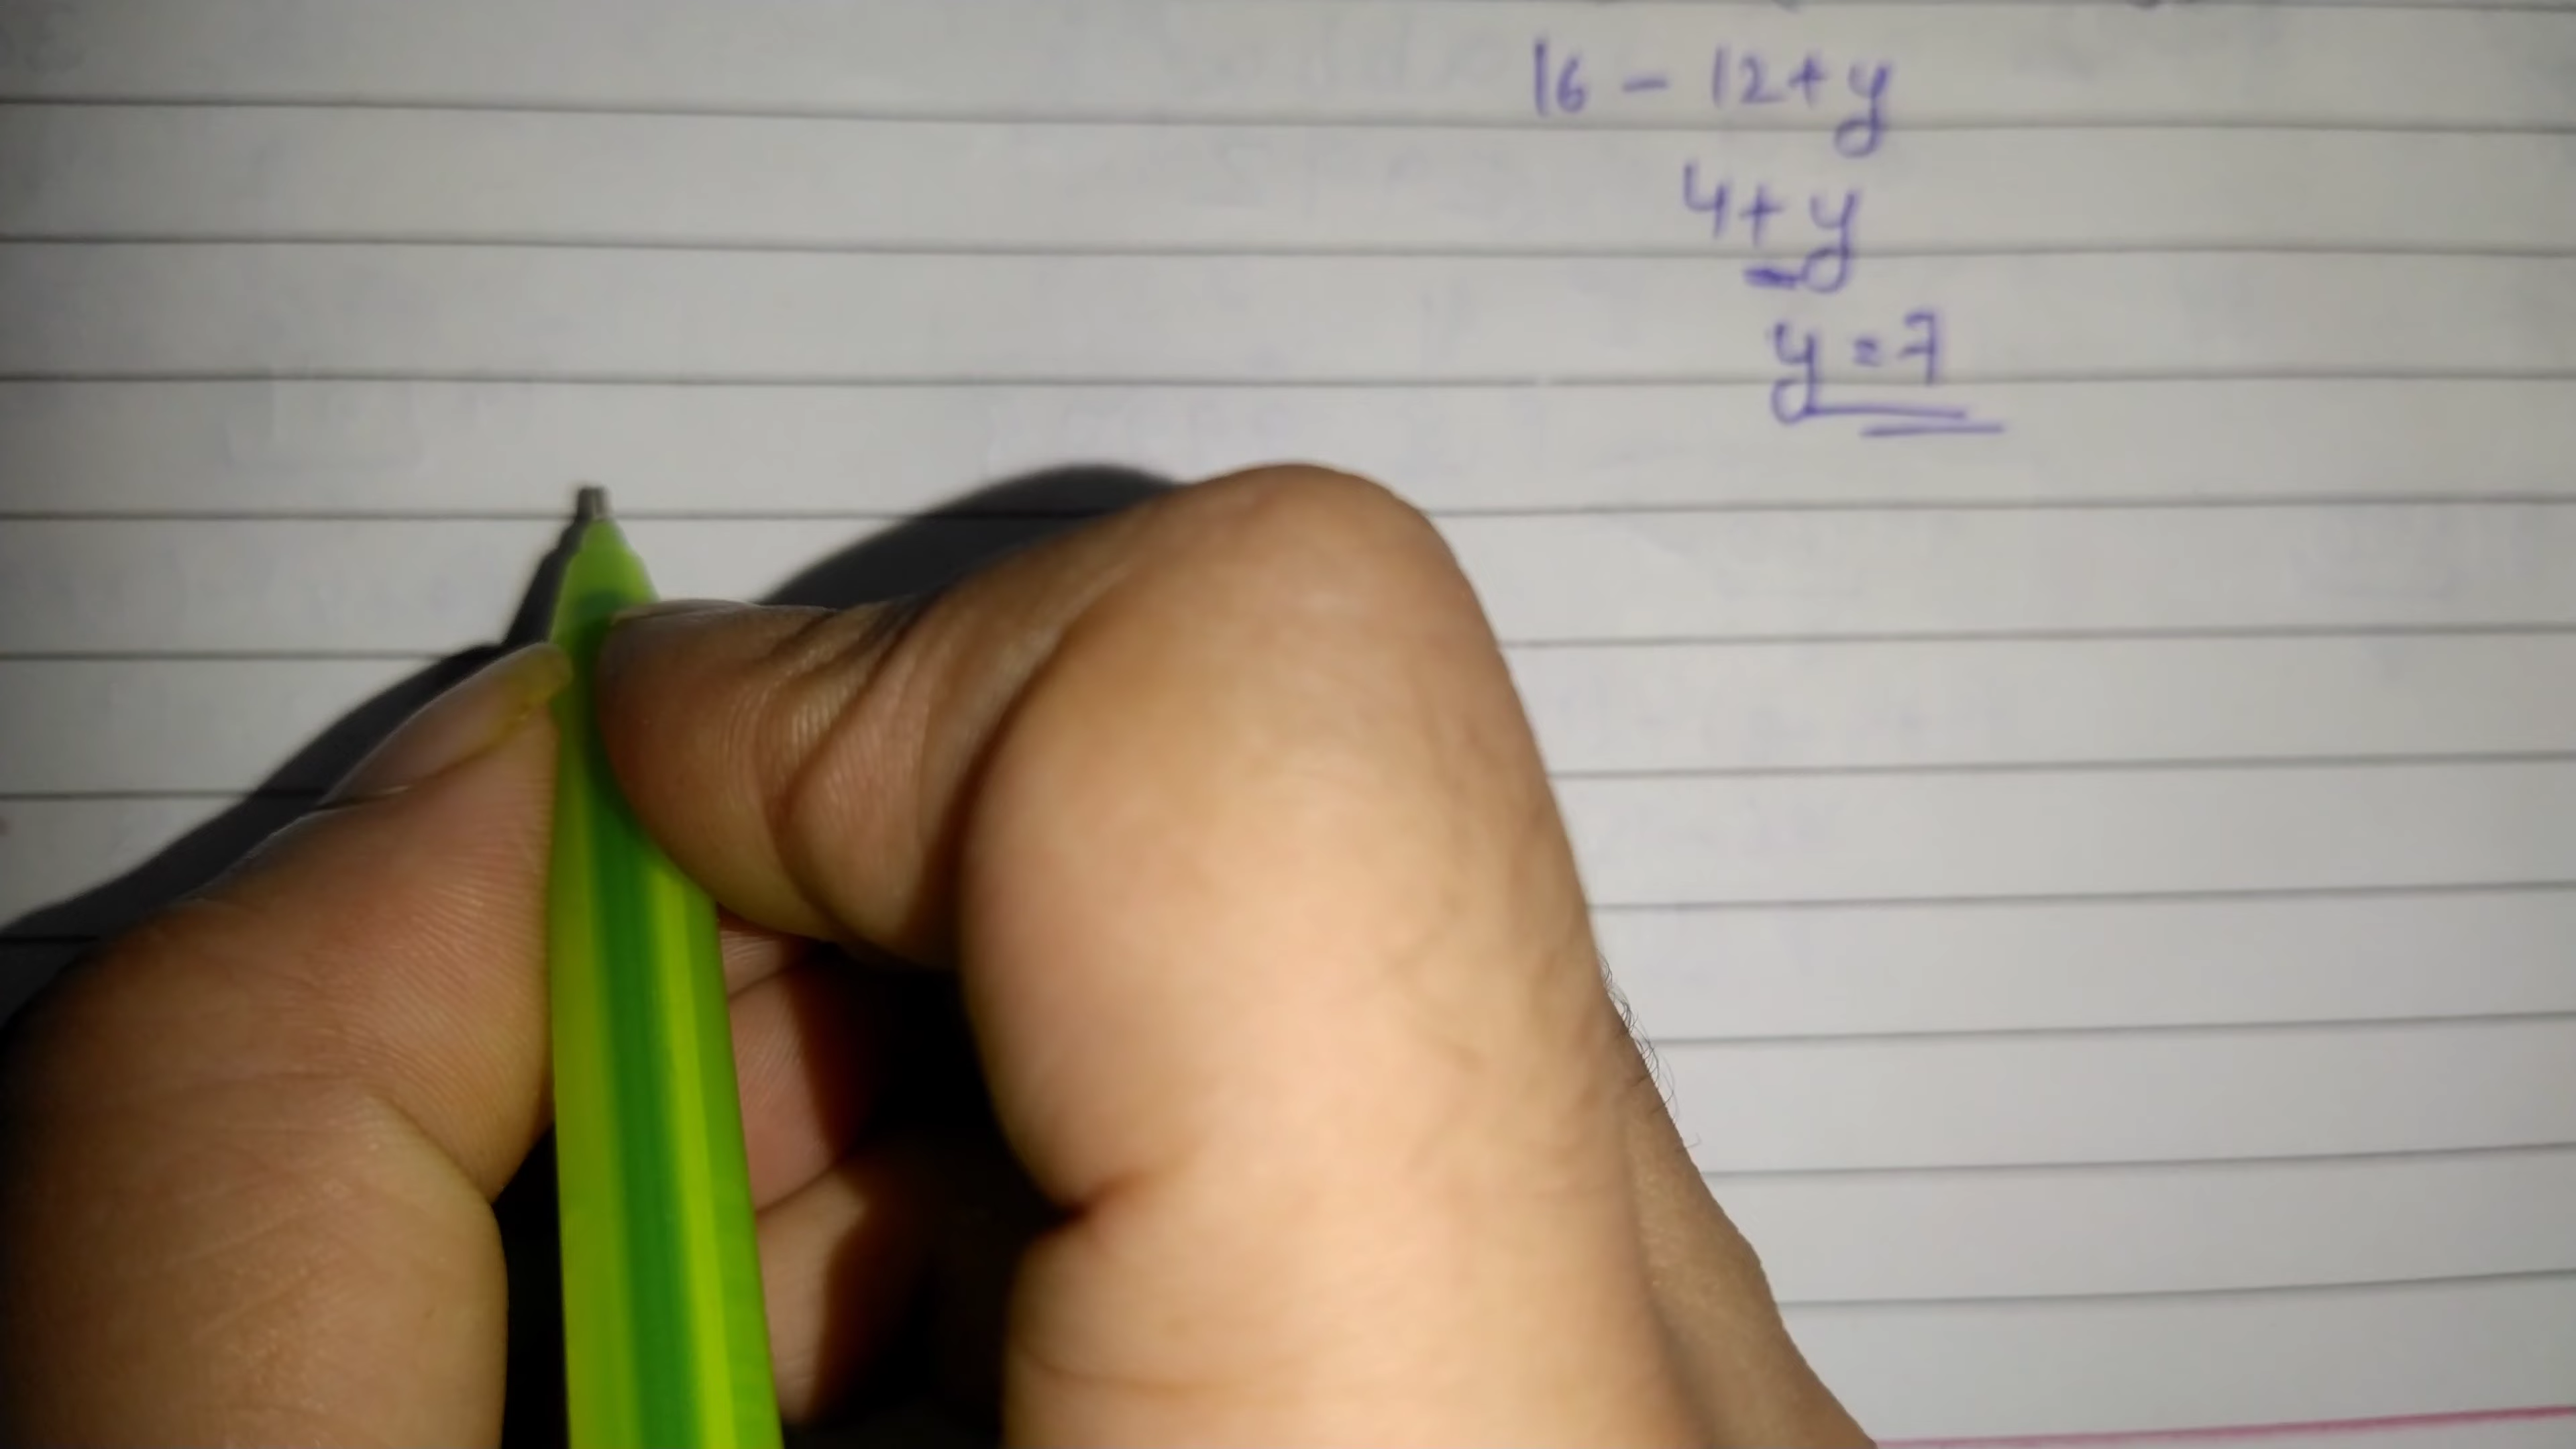 16 - 12 + y
4 + y
y = 7